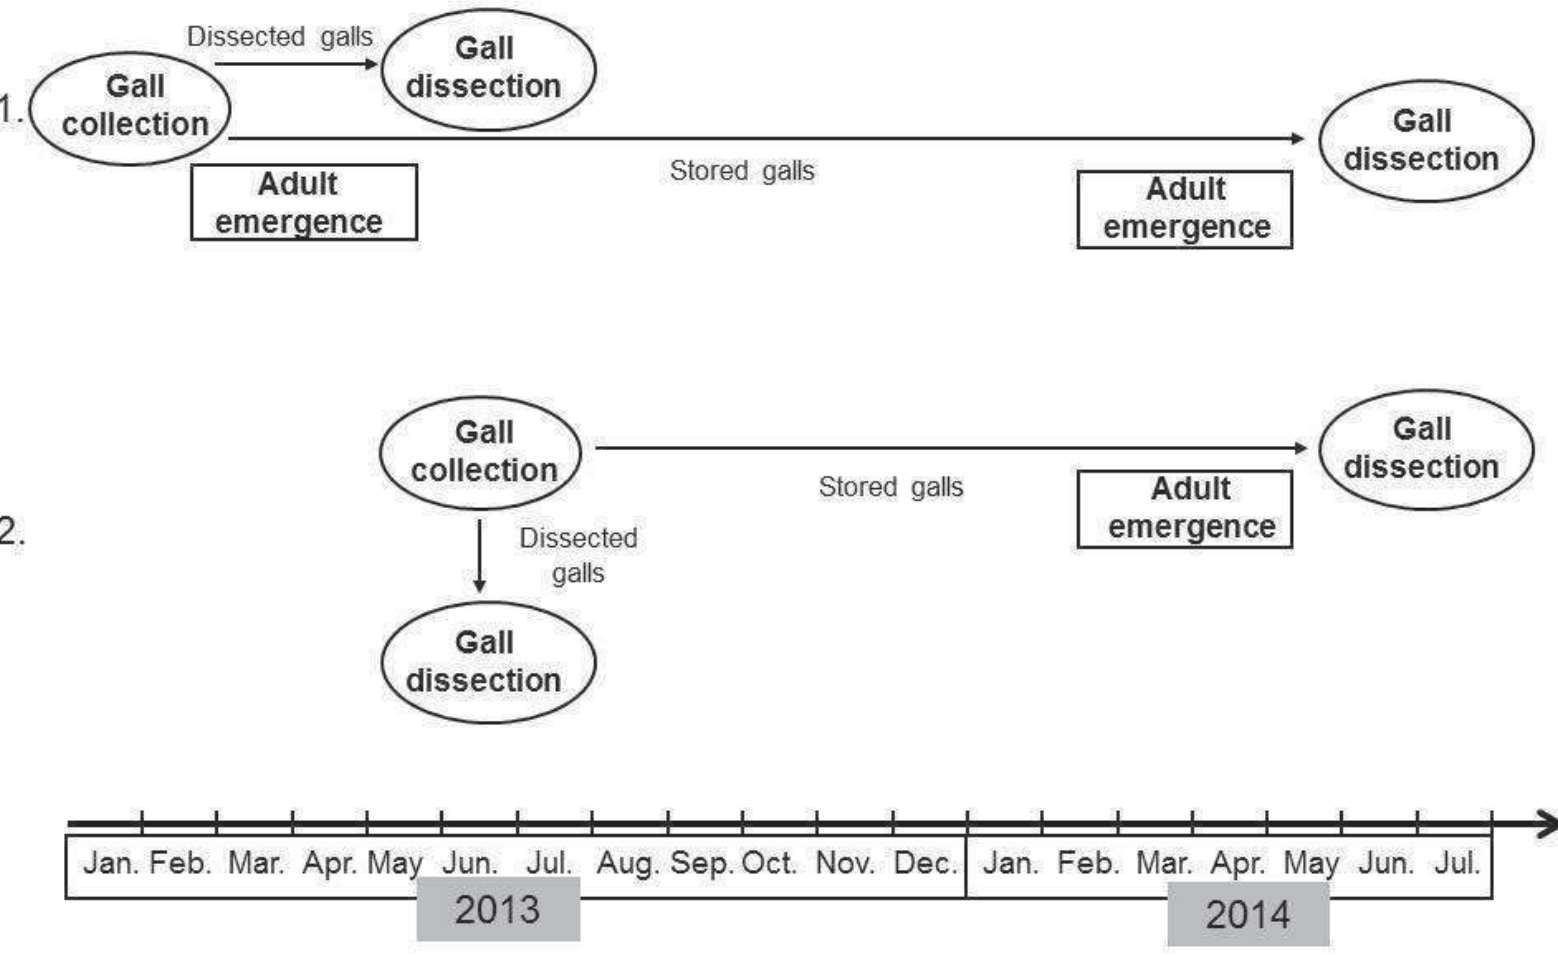 Dissected galls
Gall
dissection
1.
Gall
collection
Gall
dissection
Stored galls
Adult
emergence
Adult
emergence
Gall
collection
Gall
dissection
Stored galls
Adult
emergence
2.
Dissected
galls
Gall
dissection
Jan. Feb. Mar. Apr. May Jun. Jul. Aug. Sep. Oct. Nov. Dec. Jan. Feb. Mar. Apr. May Jun. Jul.
2013
2014